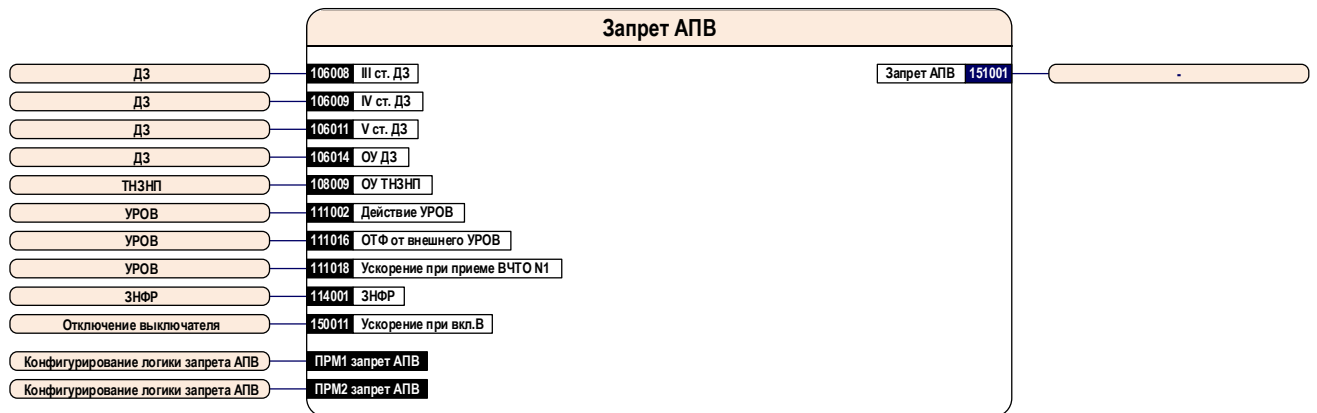 Запрет АПВ
ДЗ 106008 III ст. ДЗ Запрет АПВ 151001 -
ДЗ 106009 IV ст. ДЗ
ДЗ 106011 V ст. ДЗ
ДЗ 106014 ОУ ДЗ
ТНЗНП 108009 ОУ ТНЗНП
УРОВ 111002 Действие УРОВ
УРОВ 111016 ОТФ от внешнего УРОВ
УРОВ 111018 Ускорение при приеме ВЧТО N1
ЗНФР 114001 ЗНФР
Отключение выключателя 150011 Ускорение при вкл.В
Конфигурирование логики запрета АПВ ПРМ1 запрет АПВ
Конфигурирование логики запрета АПВ ПРМ2 запрет АПВ